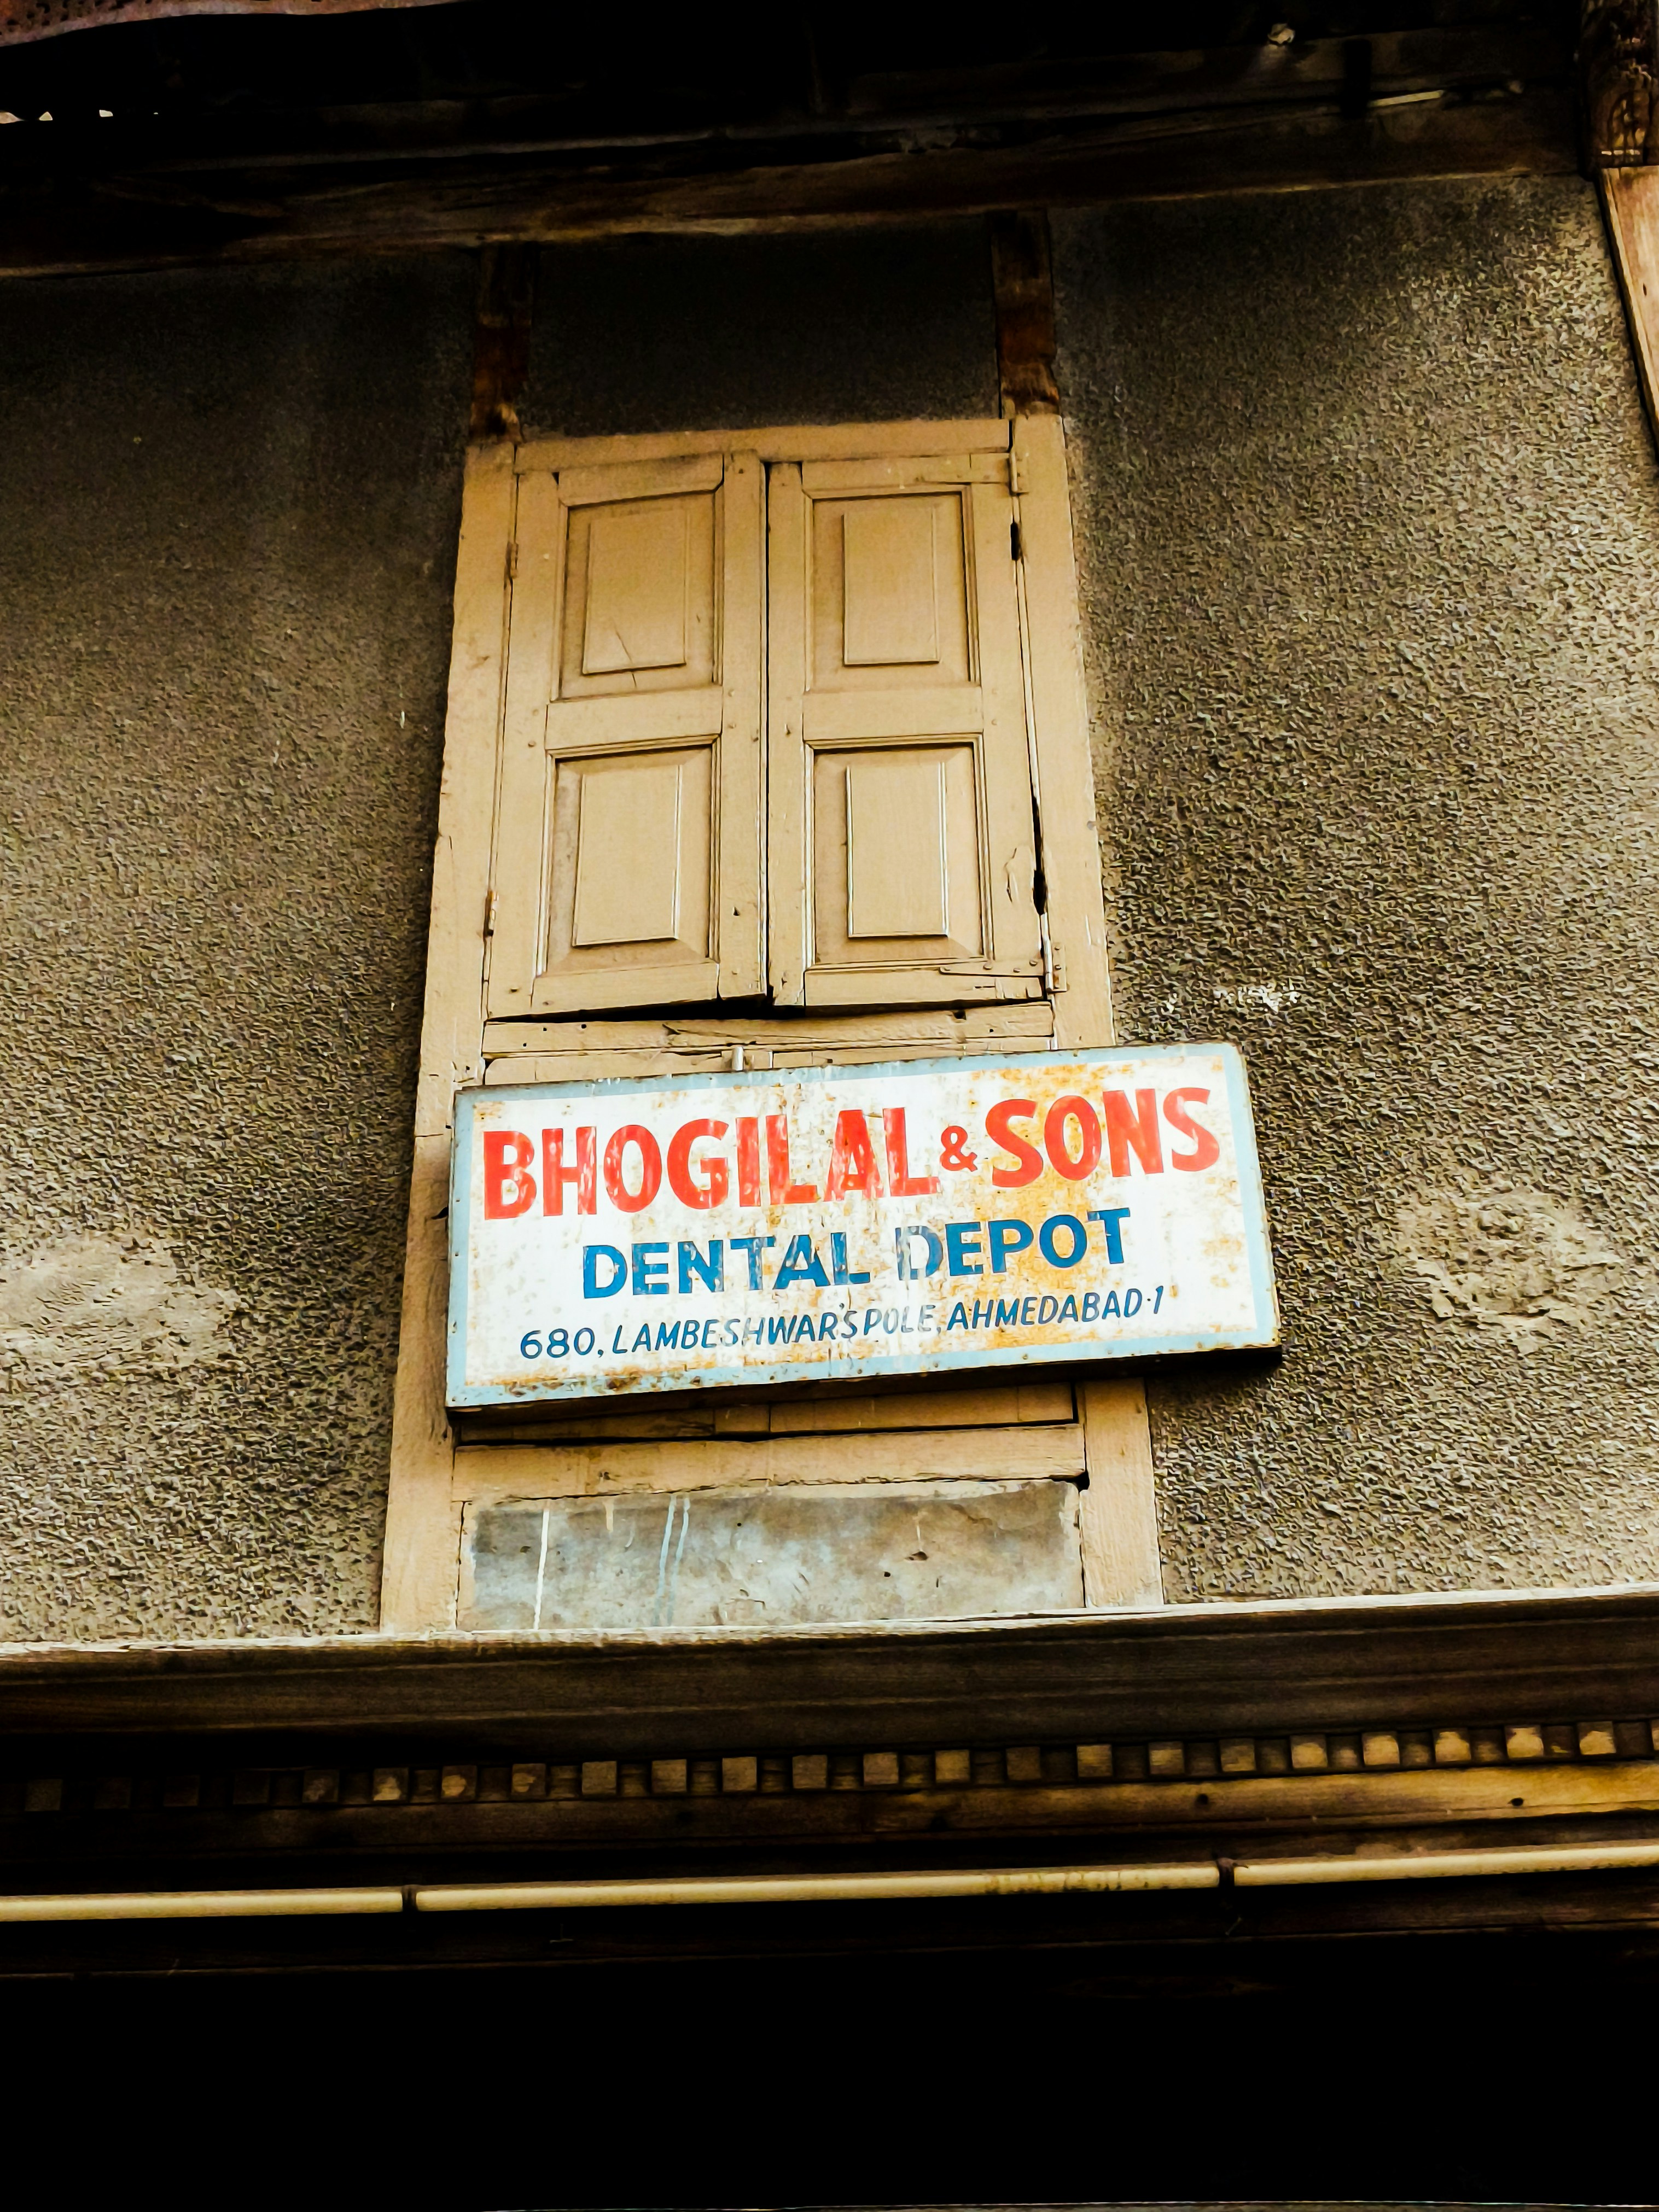 BHOGILAL & SONS
DENTAL DEPOT
680, LAMBESHWAR'S POLE, AHMEDABAD-1